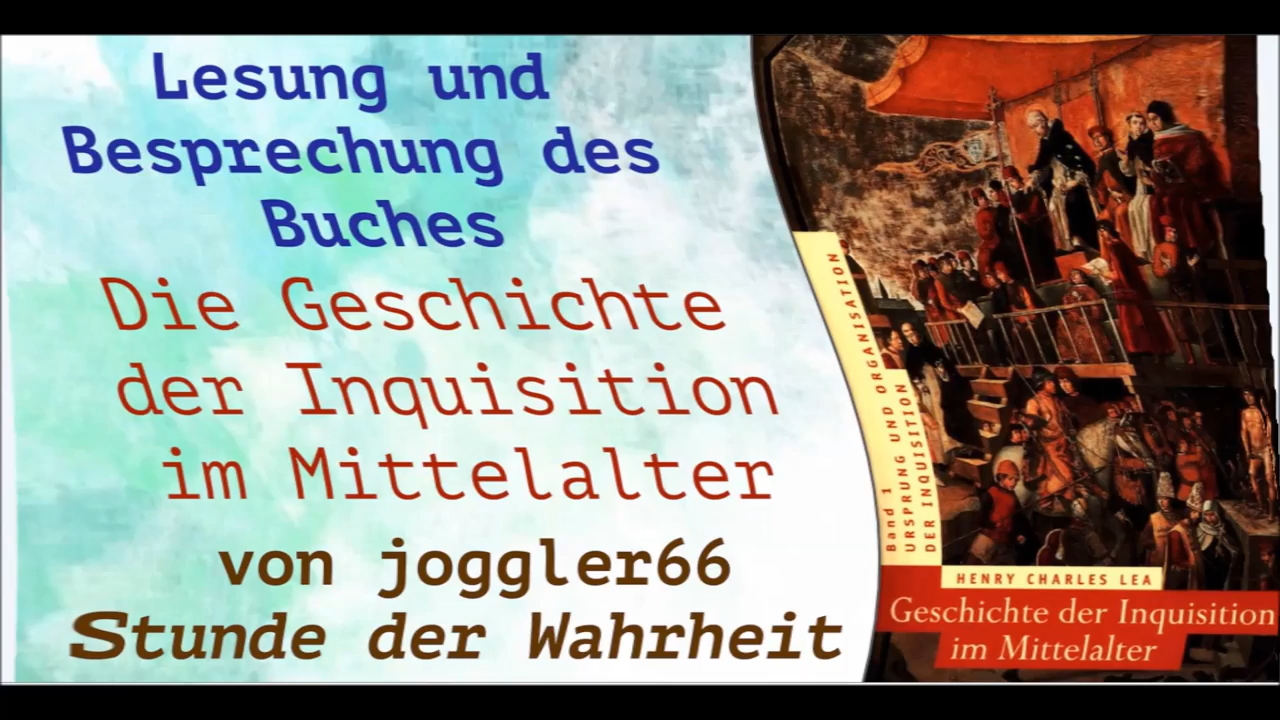 Lesung und
Besprechung des
Buches
Die Geschichte
der Inquisition
im Mittelalter
von joggler66
Stunde der Wahrheit
Band 1
URSPRUNG UND ORGANISATION
DER INQUISITION
HENRY CHARLES LEA
Geschichte der Inquisition
im Mittelalter